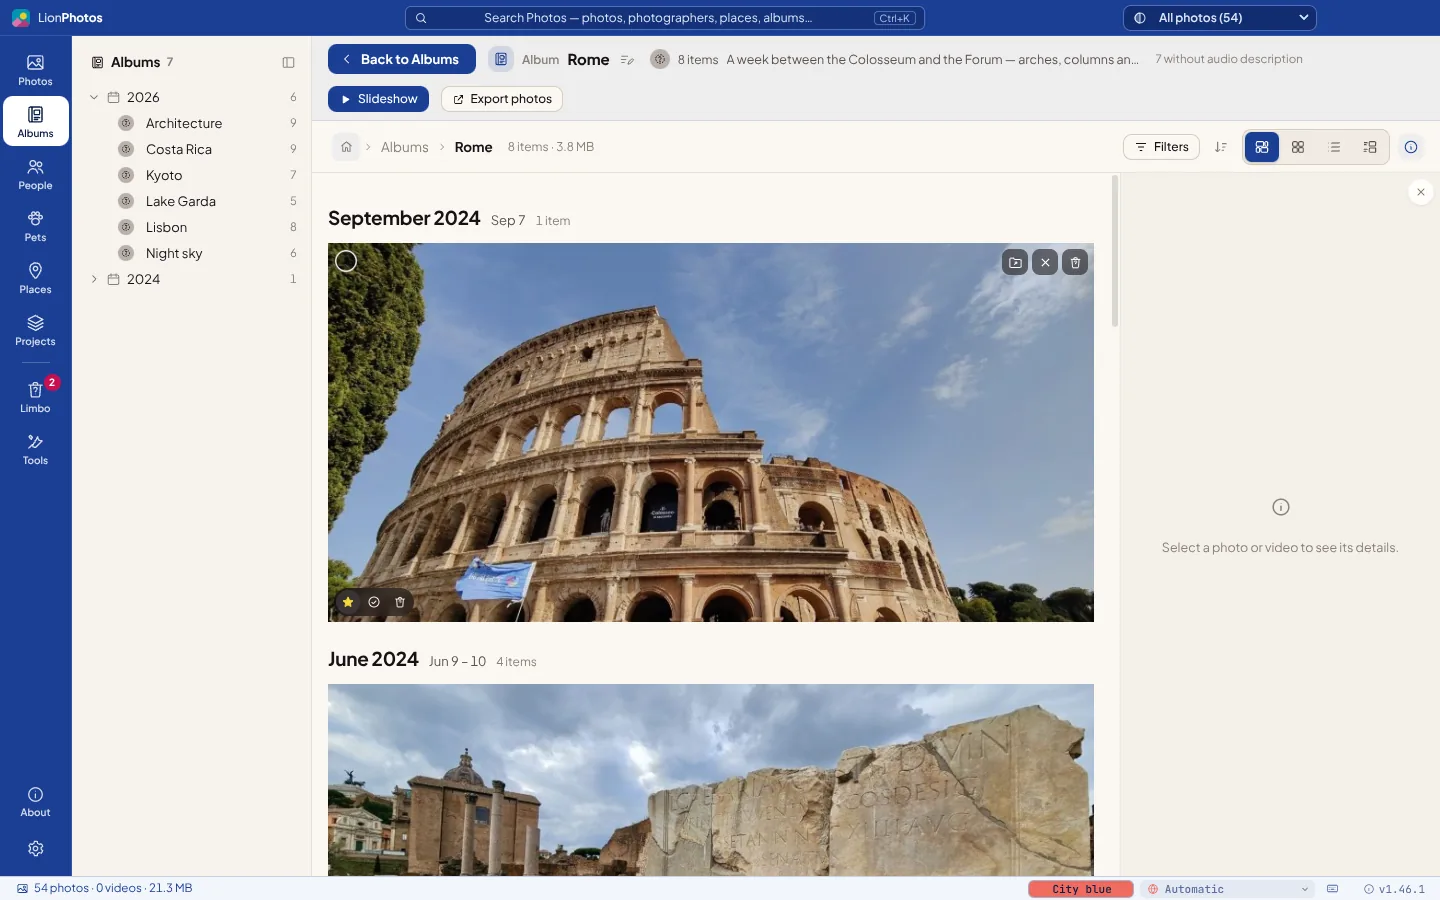 LionPhotos
Search Photos — photos, photographers, places, albums...
Ctrl+K
All photos (54)
Photos
Albums
People
Pets
Places
Projects
2
Limbo
Tools
About
Albums 7
2026 6
Architecture 9
Costa Rica 9
Kyoto 7
Lake Garda 5
Lisbon 8
Night sky 6
2024 1
Back to Albums
Album Rome
8 items
A week between the Colosseum and the Forum — arches, columns an...
7 without audio description
Slideshow
Export photos
Albums
Rome
8 items · 3.8 MB
Filters
September 2024 Sep 7 1 item
June 2024 Jun 9 – 10 4 items
Select a photo or video to see its details.
54 photos · 0 videos · 21.3 MB
City blue
Automatic
v1.46.1